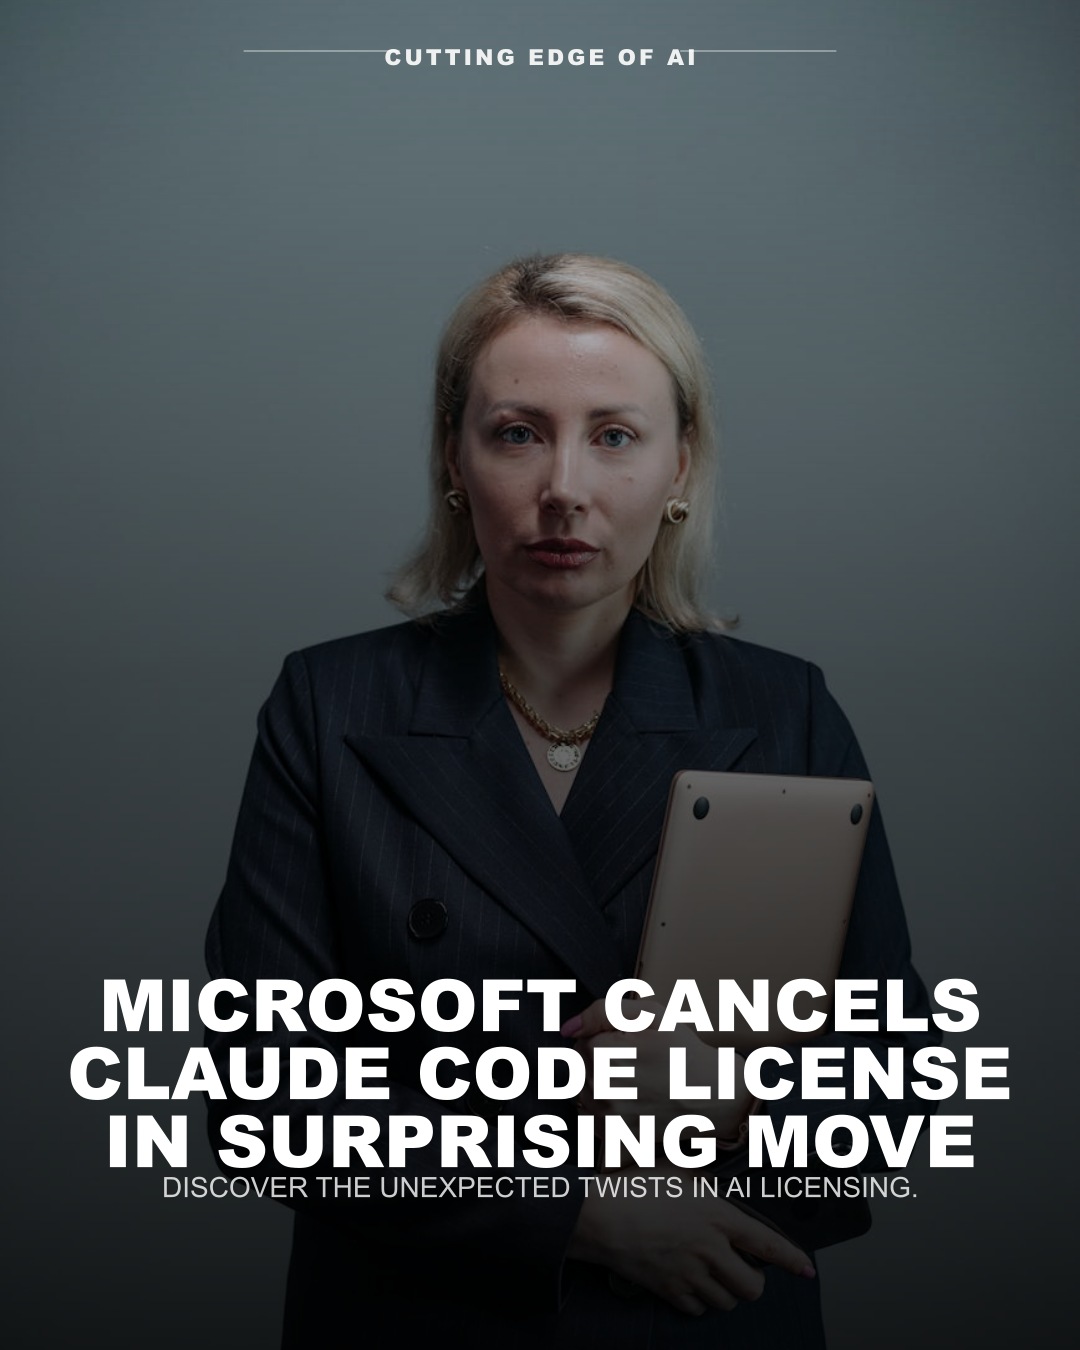 CUTTING EDGE OF AI
MICROSOFT CANCELS
CLAUDE CODE LICENSE
IN SURPRISING MOVE
DISCOVER THE UNEXPECTED TWISTS IN AI LICENSING.